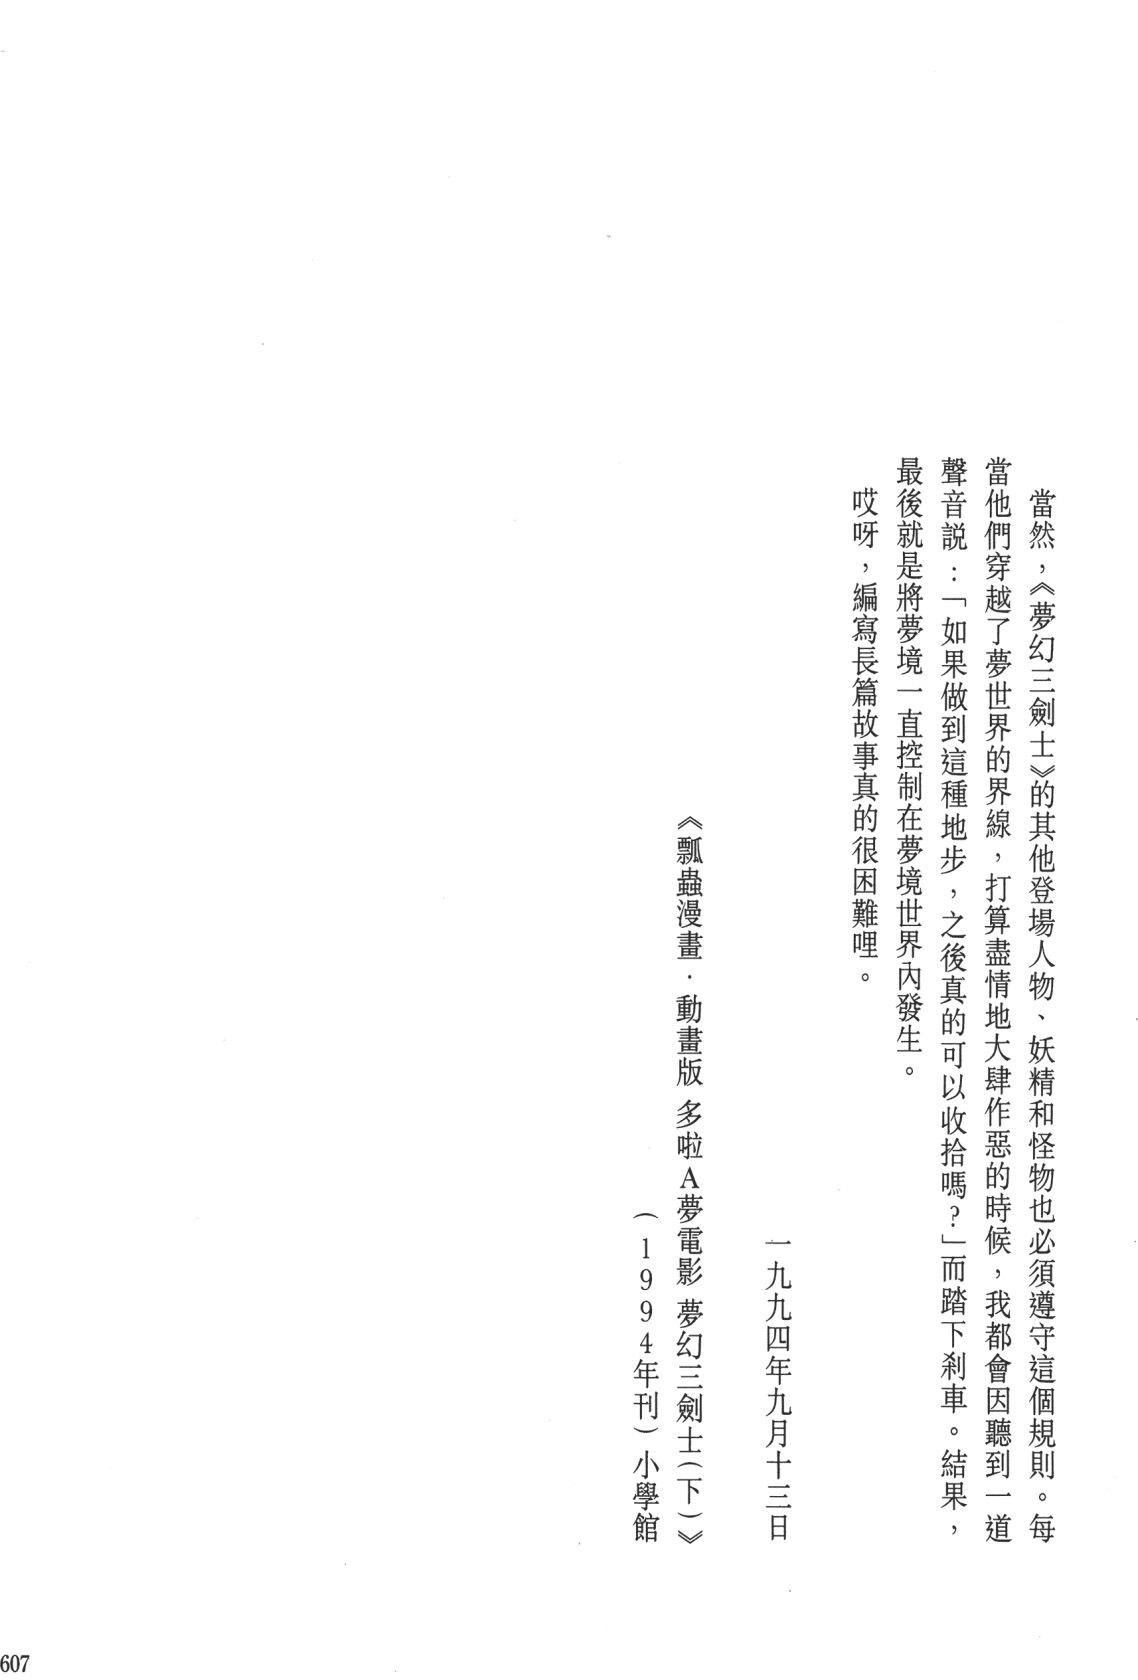 當然，《夢幻三劍士》的其他登場人物、妖精和怪物也必須遵守這個規則。每
當他們穿越了夢世界的界線，打算盡情地大肆作惡的時候，我都會因聽到一道
聲音説：「如果做到這種地步，之後真的可以收拾嗎?」而踏下剎車。結果，
最後就是將夢境一直控制在夢境世界內發生。
哎呀，編寫長篇故事真的很困難哩。
一九九四年九月十三日
《瓢蟲漫畫．動畫版 多啦A夢電影 夢幻三劍士(下)》
(1994年刊)小學館
607